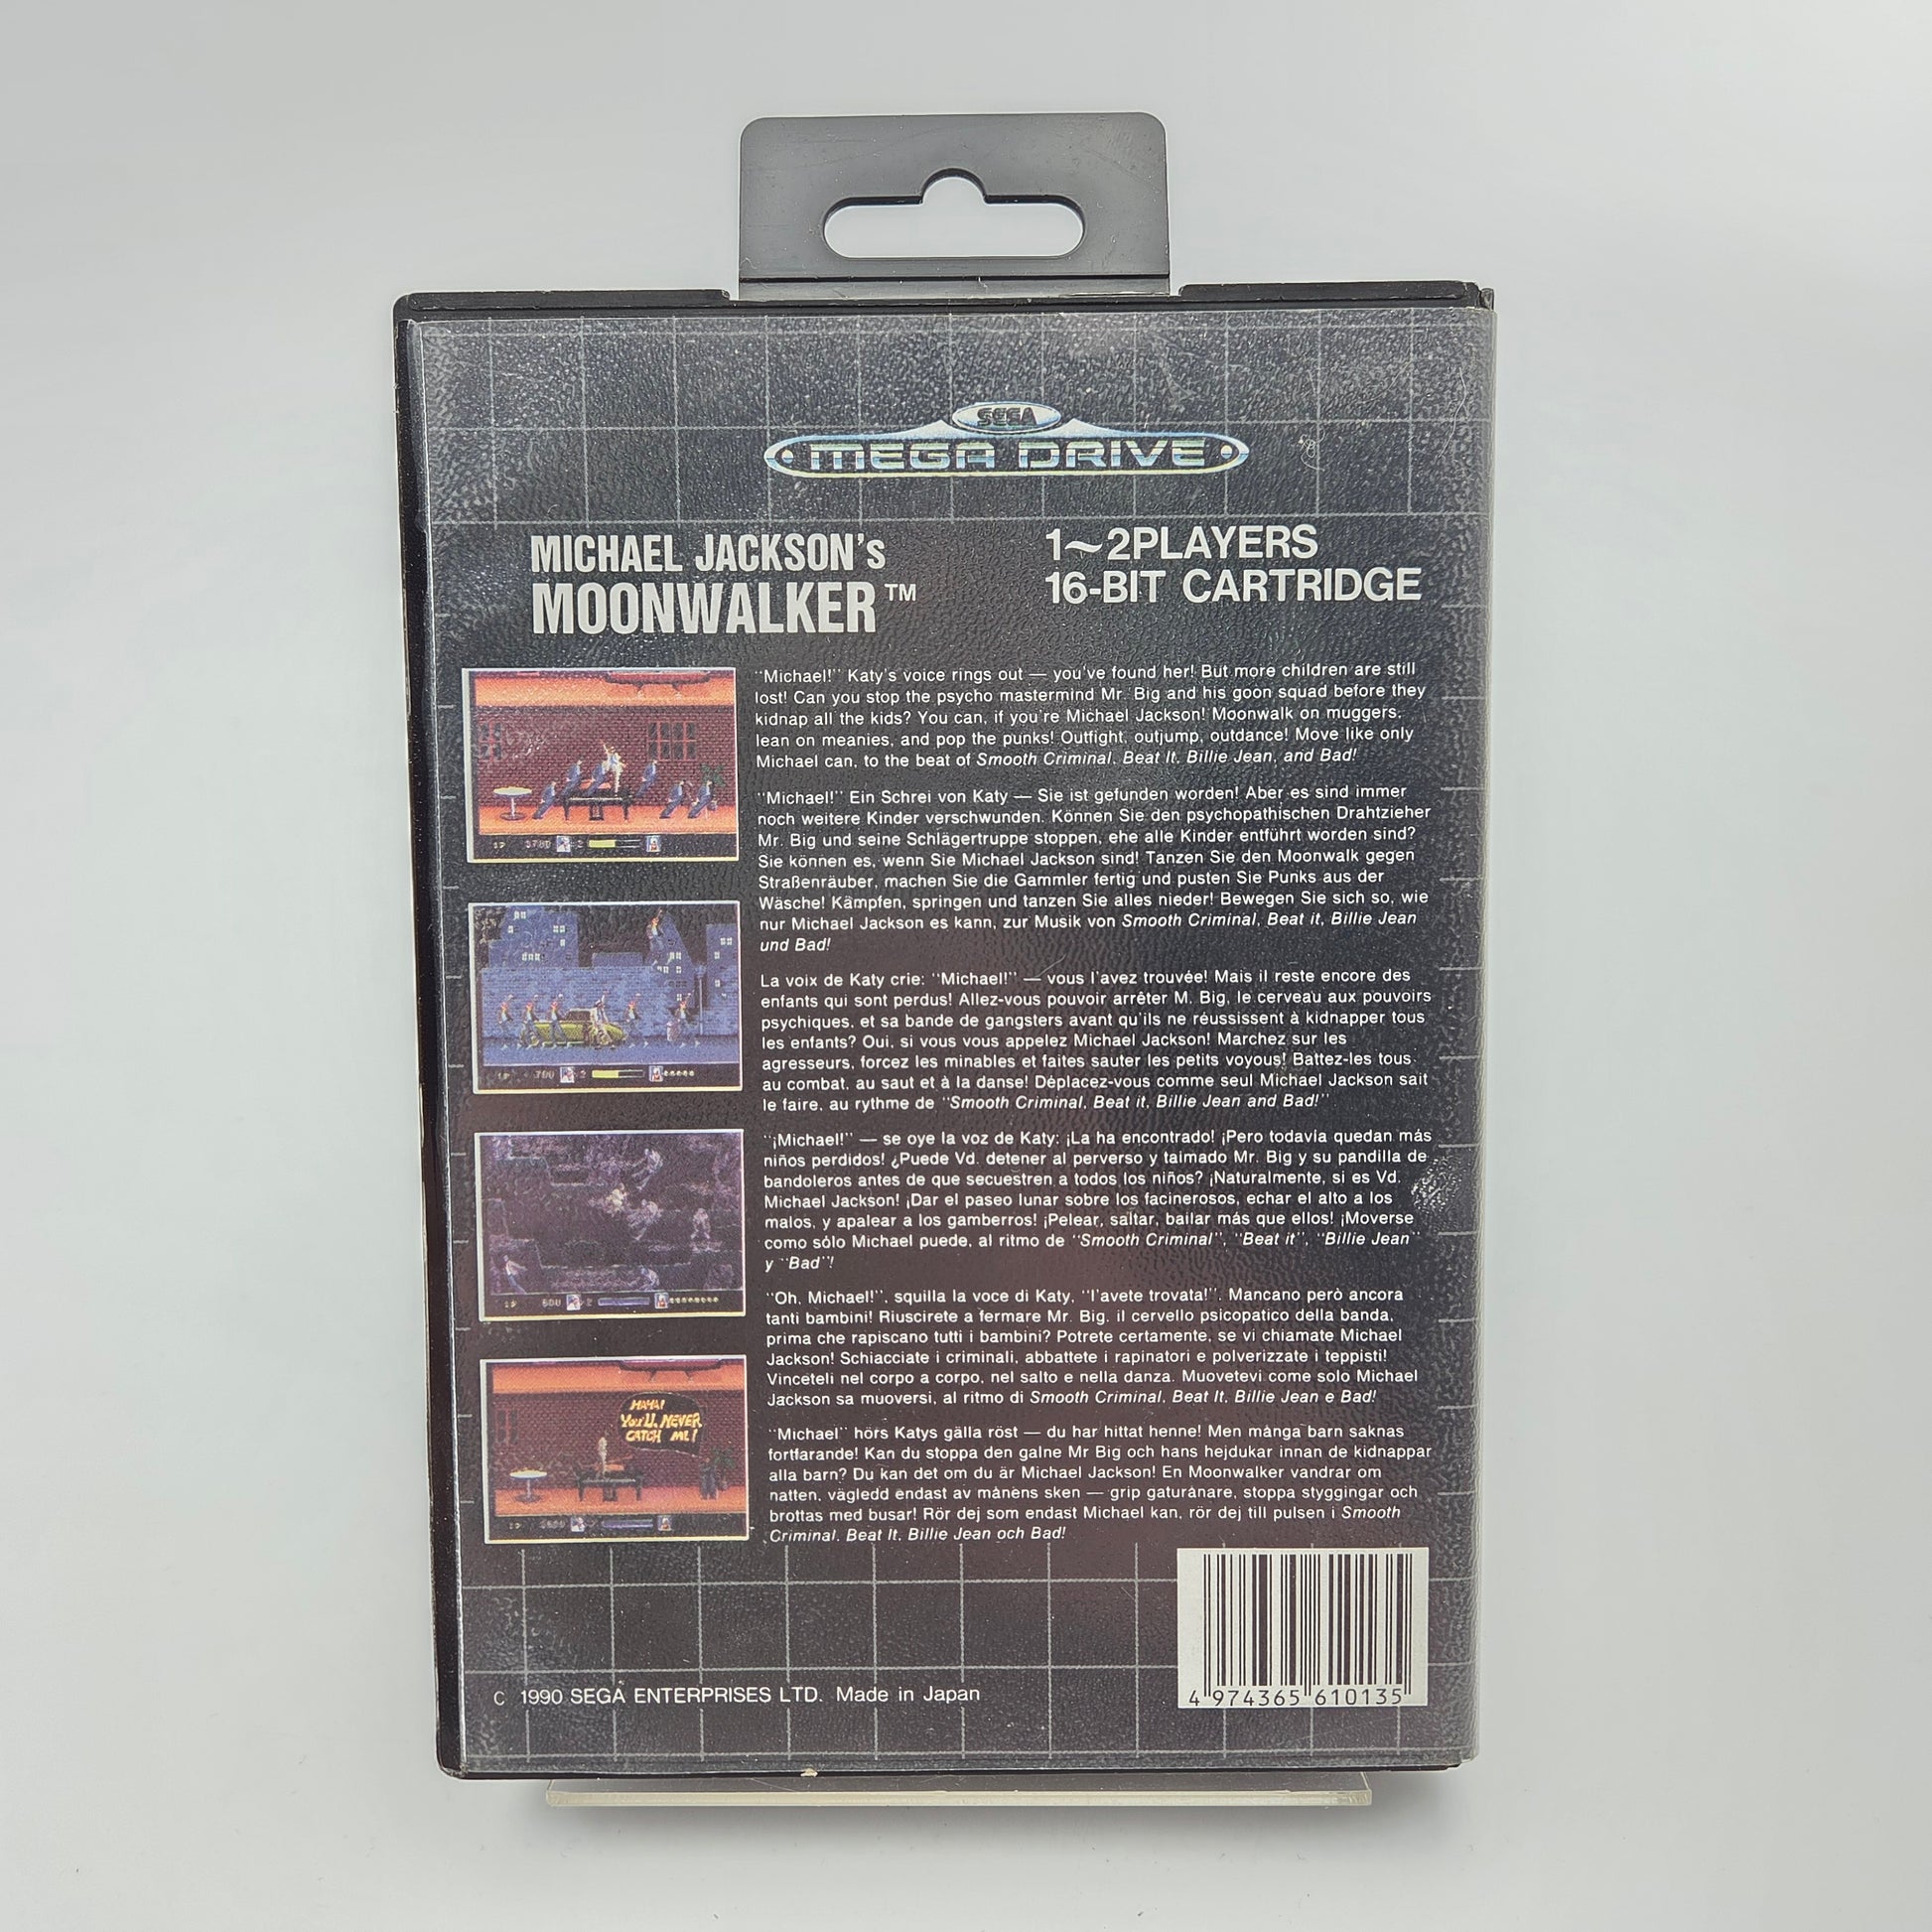 SEGA
MEGA DRIVE
MICHAEL JACKSON's
MOONWALKER™
1~2PLAYERS
16-BIT CARTRIDGE
"Michael!" Katy's voice rings out — you've found her! But more children are still
lost! Can you stop the psycho mastermind Mr. Big and his goon squad before they
kidnap all the kids? You can, if you're Michael Jackson! Moonwalk on muggers,
lean on meanies, and pop the punks! Outfight, outjump, outdance! Move like only
Michael can, to the beat of Smooth Criminal, Beat It, Billie Jean, and Bad!
"Michael!" Ein Schrei von Katy — Sie ist gefunden worden! Aber es sind immer
noch weitere Kinder verschwunden. Können Sie den psychopathischen Drahtzieher
Mr. Big und seine Schlägertruppe stoppen, ehe alle Kinder entführt worden sind?
Sie können es, wenn Sie Michael Jackson sind! Tanzen Sie den Moonwalk gegen
Straßenräuber, machen Sie die Gammler fertig und pusten Sie Punks aus der
Wäsche! Kämpfen, springen und tanzen Sie alles nieder! Bewegen Sie sich so, wie
nur Michael Jackson es kann, zur Musik von Smooth Criminal, Beat it, Billie Jean
und Bad!
La voix de Katy crie: "Michael!" — vous l'avez trouvée! Mais il reste encore des
enfants qui sont perdus! Allez-vous pouvoir arrêter M. Big, le cerveau aux pouvoirs
psychiques, et sa bande de gangsters avant qu'ils ne réussissent à kidnapper tous
les enfants? Oui, si vous vous appelez Michael Jackson! Marchez sur les
agresseurs, forcez les minables et faites sauter les petits voyous! Battez-les tous
au combat, au saut et à la danse! Déplacez-vous comme seul Michael Jackson sait
le faire, au rythme de "Smooth Criminal, Beat it, Billie Jean and Bad!"
"¡Michael!" — se oye la voz de Katy: ¡La ha encontrado! ¡Pero todavía quedan más
niños perdidos! ¿Puede Vd. detener al perverso y taimado Mr. Big y su pandilla de
bandoleros antes de que secuestren a todos los niños? ¡Naturalmente, si es Vd.
Michael Jackson! ¡Dar el paseo lunar sobre los facinerosos, echar el alto a los
malos, y apalear a los gamberros! ¡Pelear, saltar, bailar más que ellos! ¡Moverse
como sólo Michael puede, al ritmo de "Smooth Criminal", "Beat it", "Billie Jean"
y "Bad"!
"Oh, Michael!", squilla la voce di Katy, "l'avete trovata!". Mancano però ancora
tanti bambini! Riuscirete a fermare Mr. Big, il cervello psicopatico della banda,
prima che rapiscano tutti i bambini? Potrete certamente, se vi chiamate Michael
Jackson! Schiacciate i criminali, abbattete i rapinatori e polverizzate i teppisti!
Vinceteli nel corpo a corpo, nel salto e nella danza. Muovetevi come solo Michael
Jackson sa muoversi, al ritmo di Smooth Criminal, Beat It, Billie Jean e Bad!
"Michael" hörs Katys gälla röst — du har hittat henne! Men många barn saknas
fortfarande! Kan du stoppa den galne Mr Big och hans hejdukar innan de kidnappar
alla barn? Du kan det om du är Michael Jackson! En Moonwalker vandrar om
natten, vägledd endast av månens sken — grip gaturånare, stoppa styggingar och
brottas med busar! Rör dej som endast Michael kan, rör dej till pulsen i Smooth
Criminal, Beat It, Billie Jean och Bad!
HAHA!
You'LL NEVER
CATCH ME!
C 1990 SEGA ENTERPRISES LTD. Made in Japan
4 974365 610135